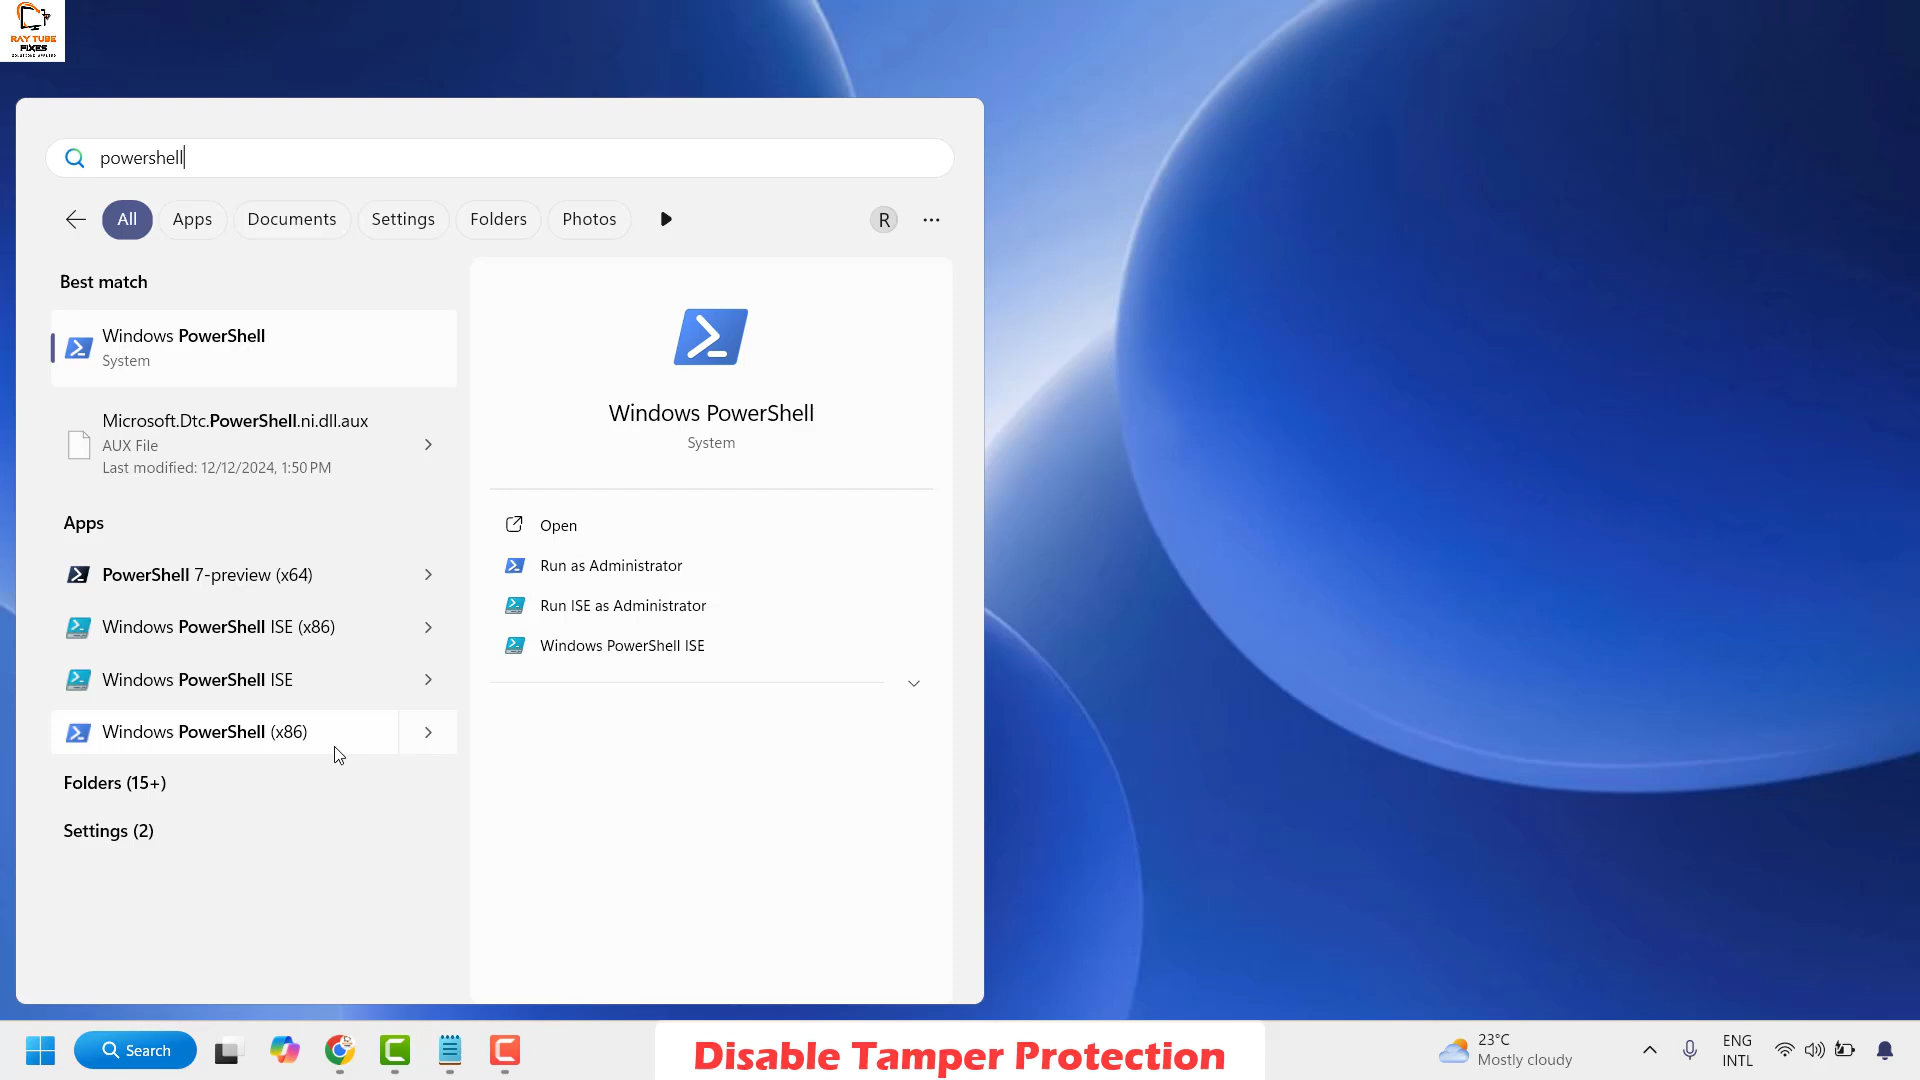 RAY TUBE
FIXES
SOLUTIONS APPLIED
powershell
All
Apps
Documents
Settings
Folders
Photos
R
Best match
Windows PowerShell
System
Microsoft.Dtc.PowerShell.ni.dll.aux
AUX File
Last modified: 12/12/2024, 1:50 PM
Apps
PowerShell 7-preview (x64)
Windows PowerShell ISE (x86)
Windows PowerShell ISE
Windows PowerShell (x86)
Folders (15+)
Settings (2)
Windows PowerShell
System
Open
Run as Administrator
Run ISE as Administrator
Windows PowerShell ISE
Search
Disable Tamper Protection
23°C
Mostly cloudy
ENG
INTL